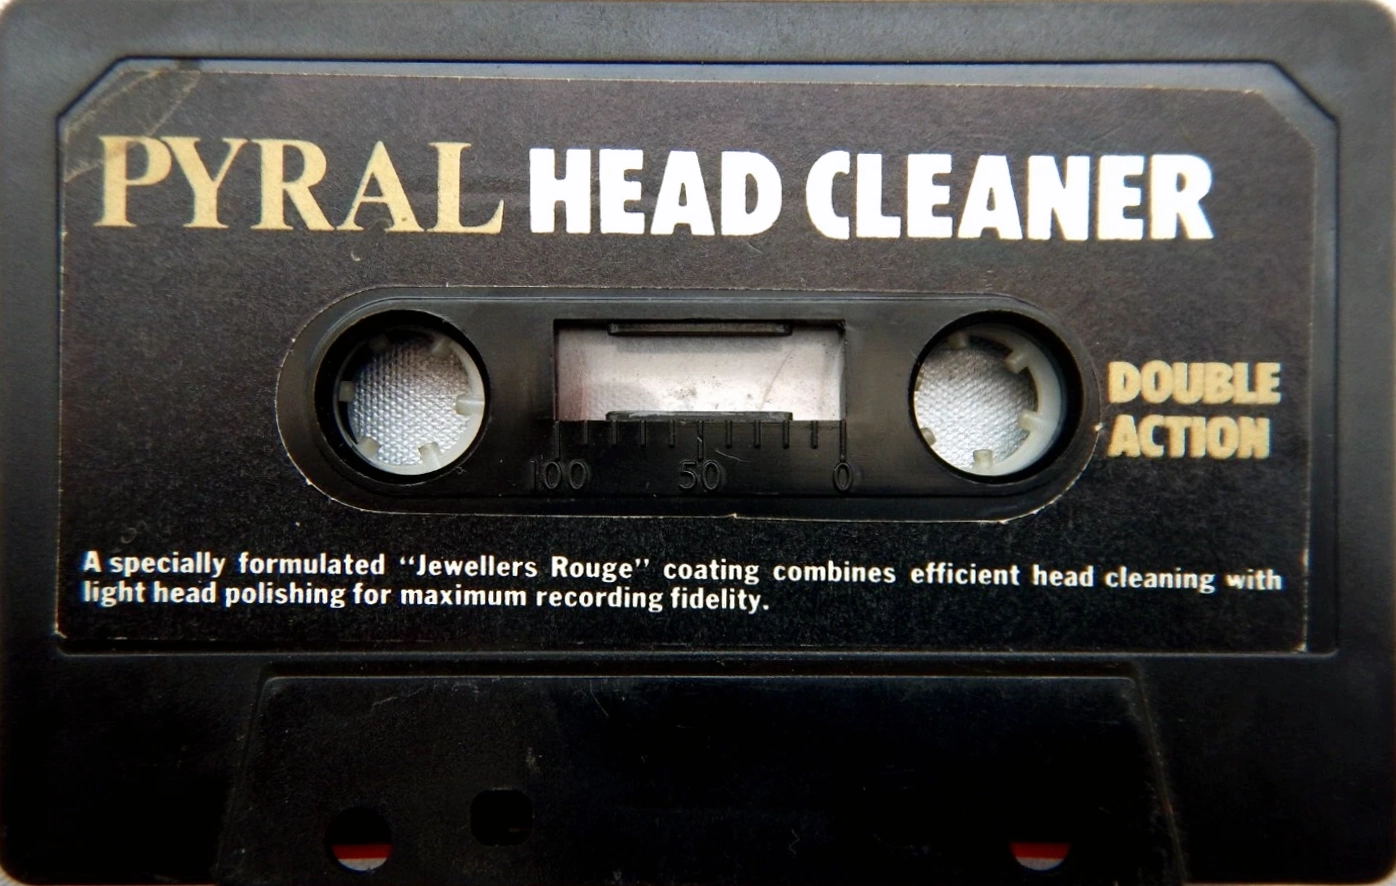 PYRAL HEAD CLEANER
DOUBLE
ACTION
100 50 0
A specially formulated “Jewellers Rouge” coating combines efficient head cleaning with
light head polishing for maximum recording fidelity.